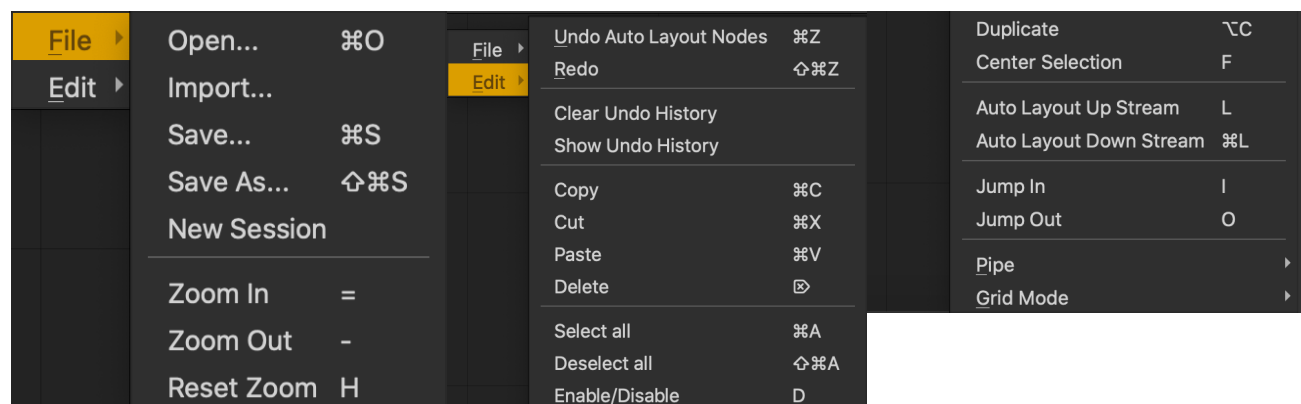 File
Edit
Open... ⌘O
Import...
Save... ⌘S
Save As... ⇧⌘S
New Session
Zoom In =
Zoom Out -
Reset Zoom H
File
Edit
Undo Auto Layout Nodes ⌘Z
Redo ⇧⌘Z
Clear Undo History
Show Undo History
Copy ⌘C
Cut ⌘X
Paste ⌘V
Delete ⌦
Select all ⌘A
Deselect all ⇧⌘A
Enable/Disable D
Duplicate ⌥C
Center Selection F
Auto Layout Up Stream L
Auto Layout Down Stream ⌘L
Jump In I
Jump Out O
Pipe
Grid Mode